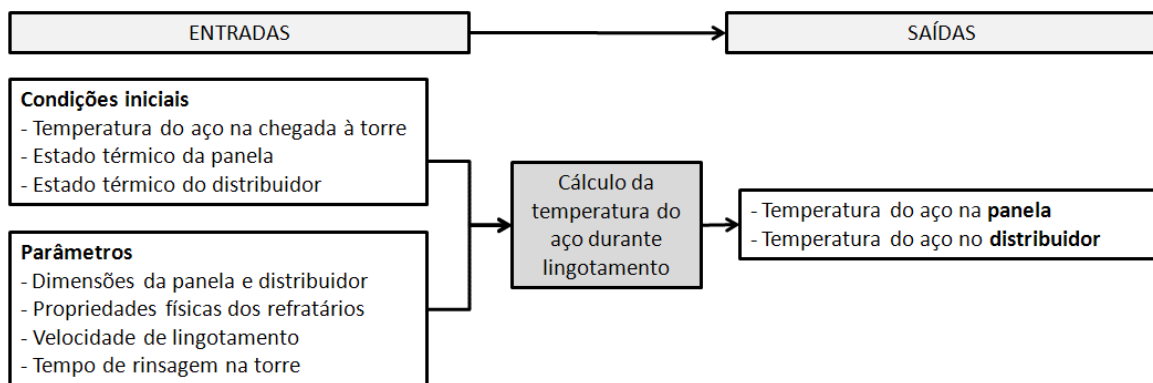 ENTRADAS
SAÍDAS
Condições iniciais
- Temperatura do aço na chegada à torre
- Estado térmico da panela
- Estado térmico do distribuidor
Parâmetros
- Dimensões da panela e distribuidor
- Propriedades físicas dos refratários
- Velocidade de lingotamento
- Tempo de rinsagem na torre
Cálculo da
temperatura do
aço durante
lingotamento
- Temperatura do aço na panela
- Temperatura do aço no distribuidor